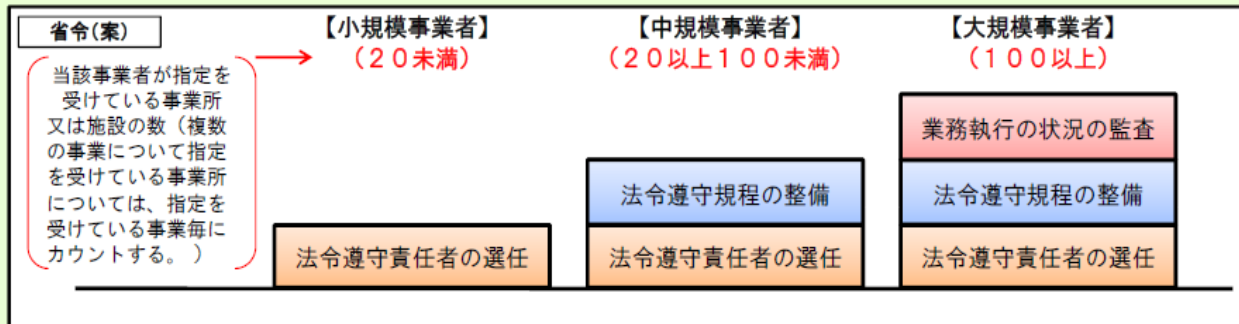 省令(案)
当該事業者が指定を
受けている事業所
又は施設の数（複数
の事業について指定
を受けている事業所
については、指定を
受けている事業毎に
カウントする。）
【小規模事業者】
（２０未満）
【中規模事業者】
（２０以上１００未満）
【大規模事業者】
（１００以上）
法令遵守責任者の選任
法令遵守規程の整備
法令遵守責任者の選任
業務執行の状況の監査
法令遵守規程の整備
法令遵守責任者の選任